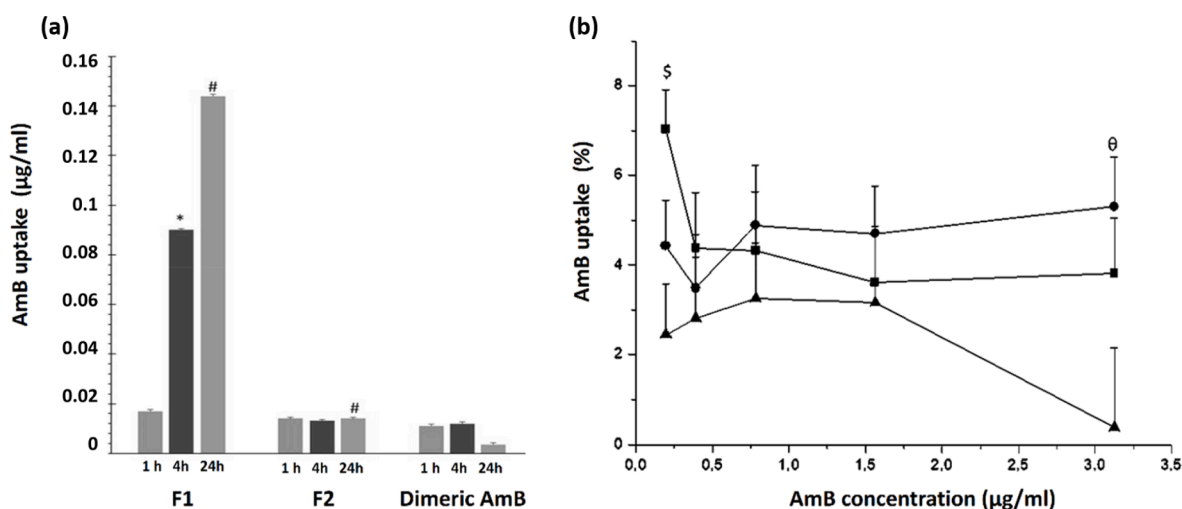 (a)
AmB uptake (µg/ml)
0.16
0.14
0.12
0.1
0.08
0.06
0.04
0.02
0
*
#
#
1 h 4h 24h
1 h 4h 24h
1 h 4h 24h
F1 F2 Dimeric AmB
(b)
AmB uptake (%)
8
6
4
2
0
$
θ
0,0 0,5 1,0 1,5 2,0 2,5 3,0 3,5
AmB concentration (µg/ml)